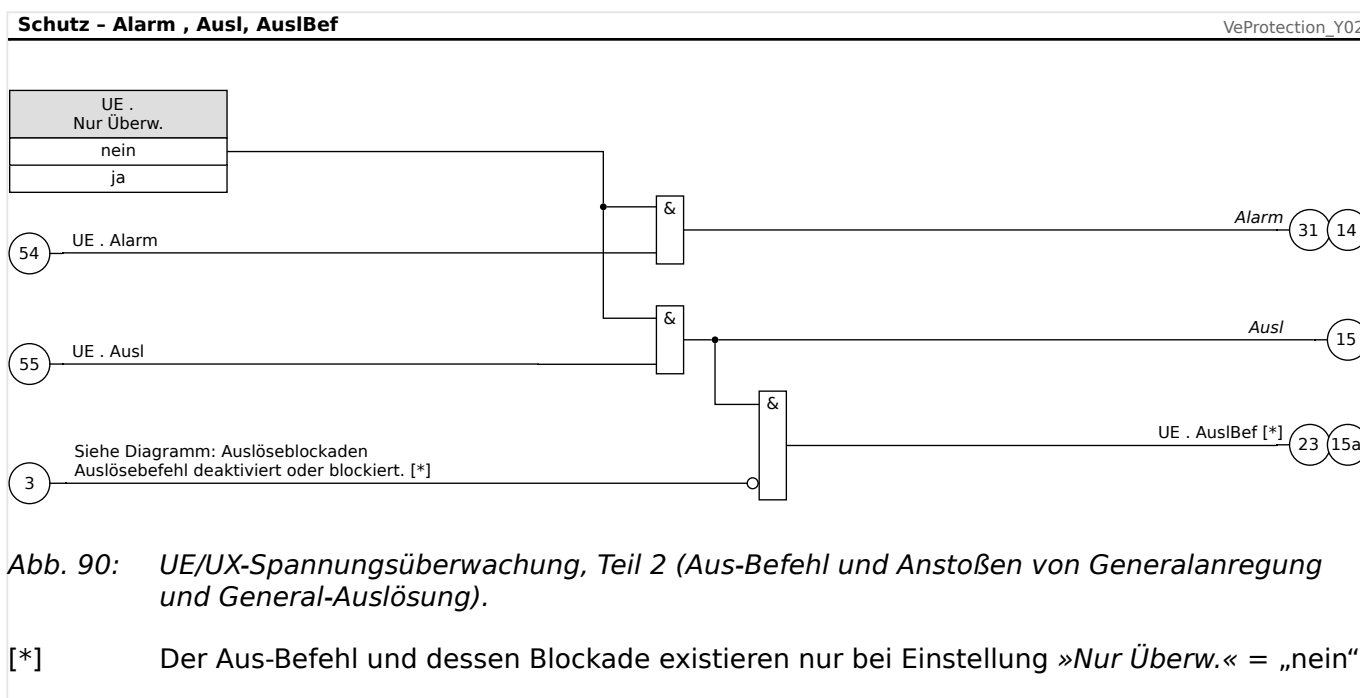 Schutz – Alarm , Ausl, AuslBef
VeProtection_Y02
UE .
Nur Überw.
nein
ja
&
Alarm
31
14
54
UE . Alarm
&
Ausl
15
55
UE . Ausl
&
UE . AuslBef [*]
23
15a
Siehe Diagramm: Auslöseblockaden
Auslösebefehl deaktiviert oder blockiert. [*]
3
Abb. 90: UE/UX-Spannungsüberwachung, Teil 2 (Aus-Befehl und Anstoßen von Generalanregung
und General-Auslösung).
[*] Der Aus-Befehl und dessen Blockade existieren nur bei Einstellung »Nur Überw.« = „nein“